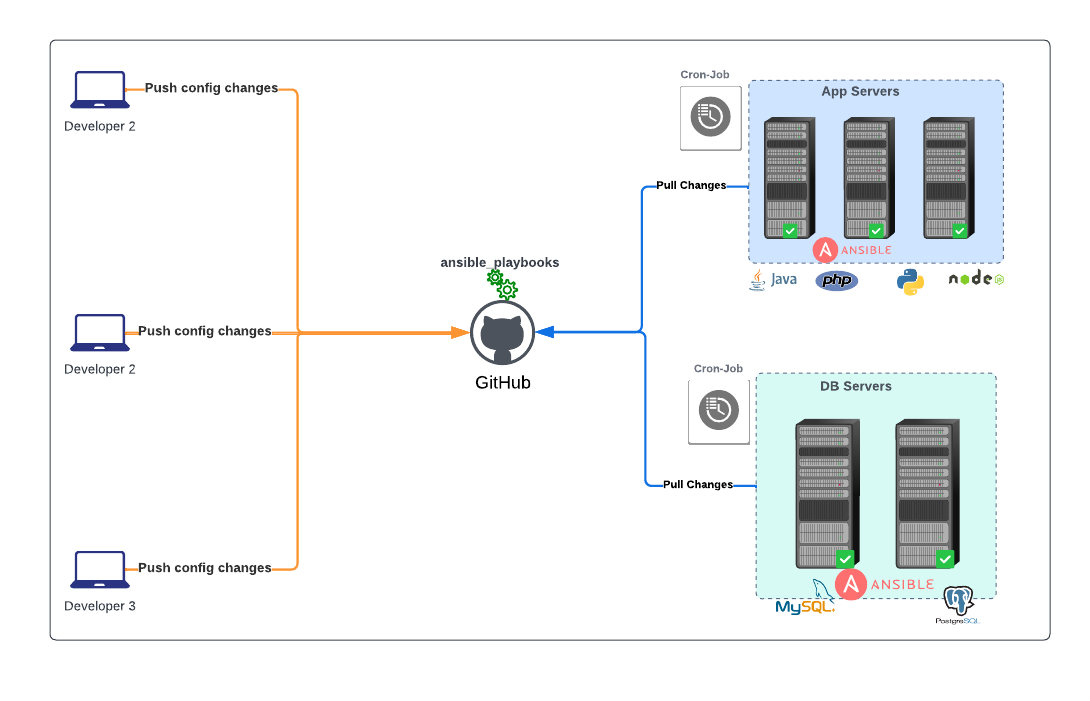 Push config changes
Developer 2
Push config changes
Developer 2
Push config changes
Developer 3
ansible_playbooks
GitHub
Cron-Job
App Servers
Pull Changes
ANSIBLE
Java
php
node
JS
Cron-Job
DB Servers
Pull Changes
ANSIBLE
MySQL
PostgreSQL